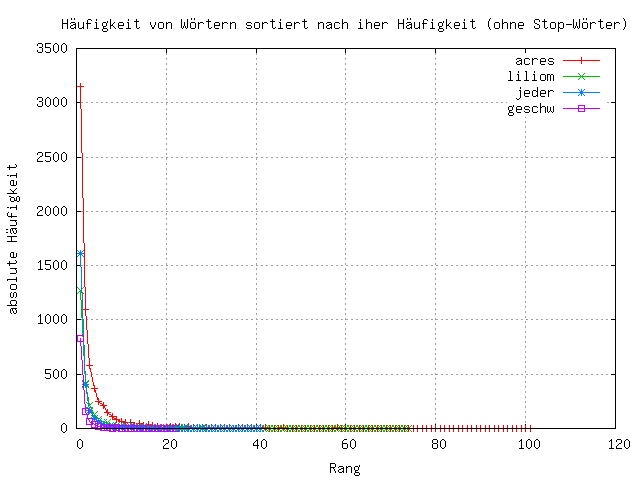 Häufigkeit von Wörtern sortiert nach iher Häufigkeit (ohne Stop-Wörter)
acres
liliom
jeder
geschw
absolute Häufigkeit
3500
3000
2500
2000
1500
1000
500
0
0 20 40 60 80 100 120
Rang